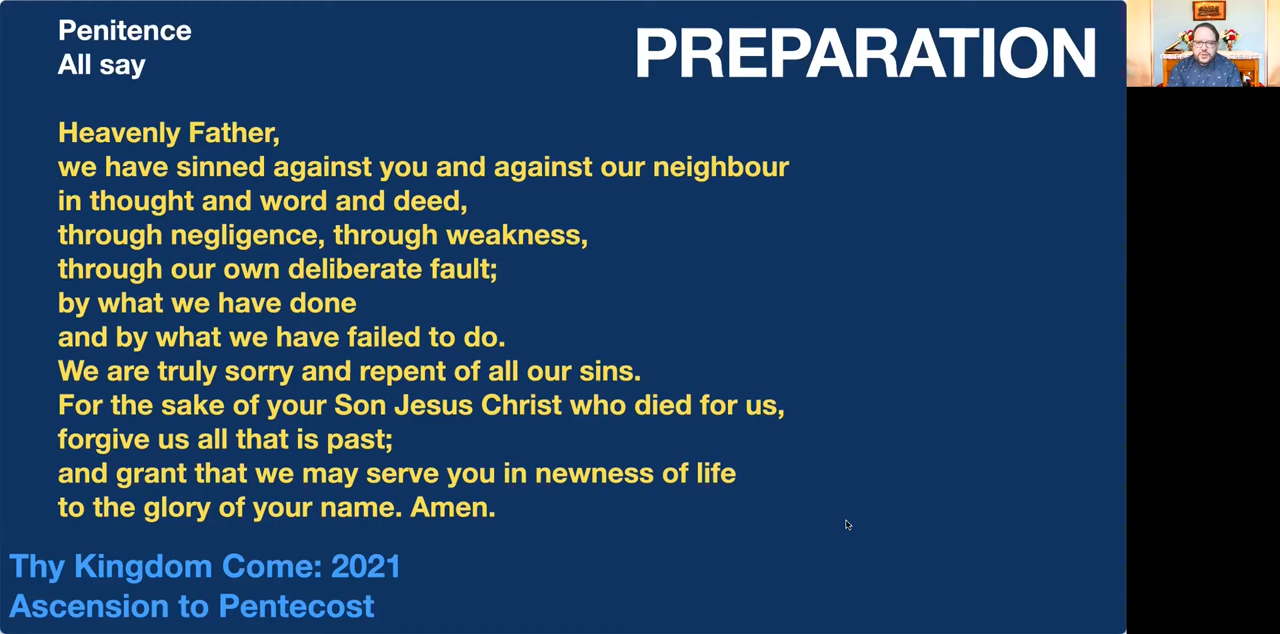 Penitence
All say
PREPARATION
Heavenly Father,
we have sinned against you and against our neighbour
in thought and word and deed,
through negligence, through weakness,
through our own deliberate fault;
by what we have done
and by what we have failed to do.
We are truly sorry and repent of all our sins.
For the sake of your Son Jesus Christ who died for us,
forgive us all that is past;
and grant that we may serve you in newness of life
to the glory of your name. Amen.
Thy Kingdom Come: 2021
Ascension to Pentecost